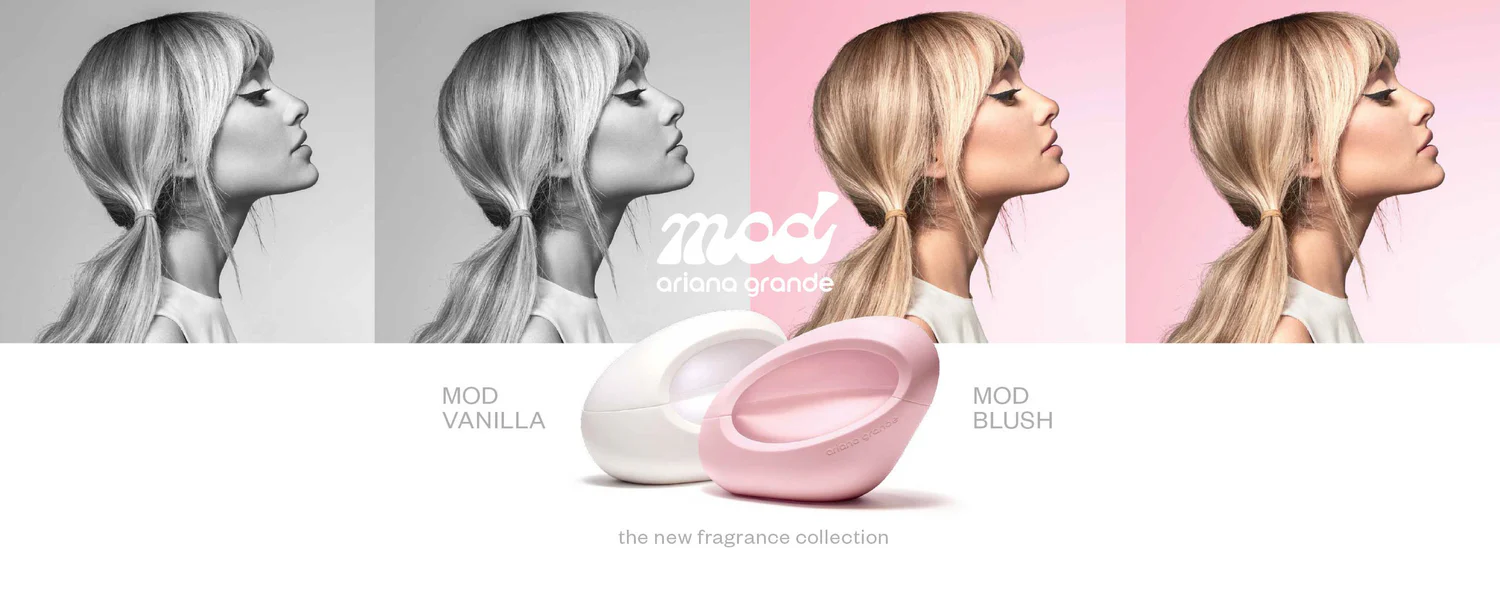 mod
ariana grande
MOD
VANILLA
MOD
BLUSH
ariana grande
the new fragrance collection